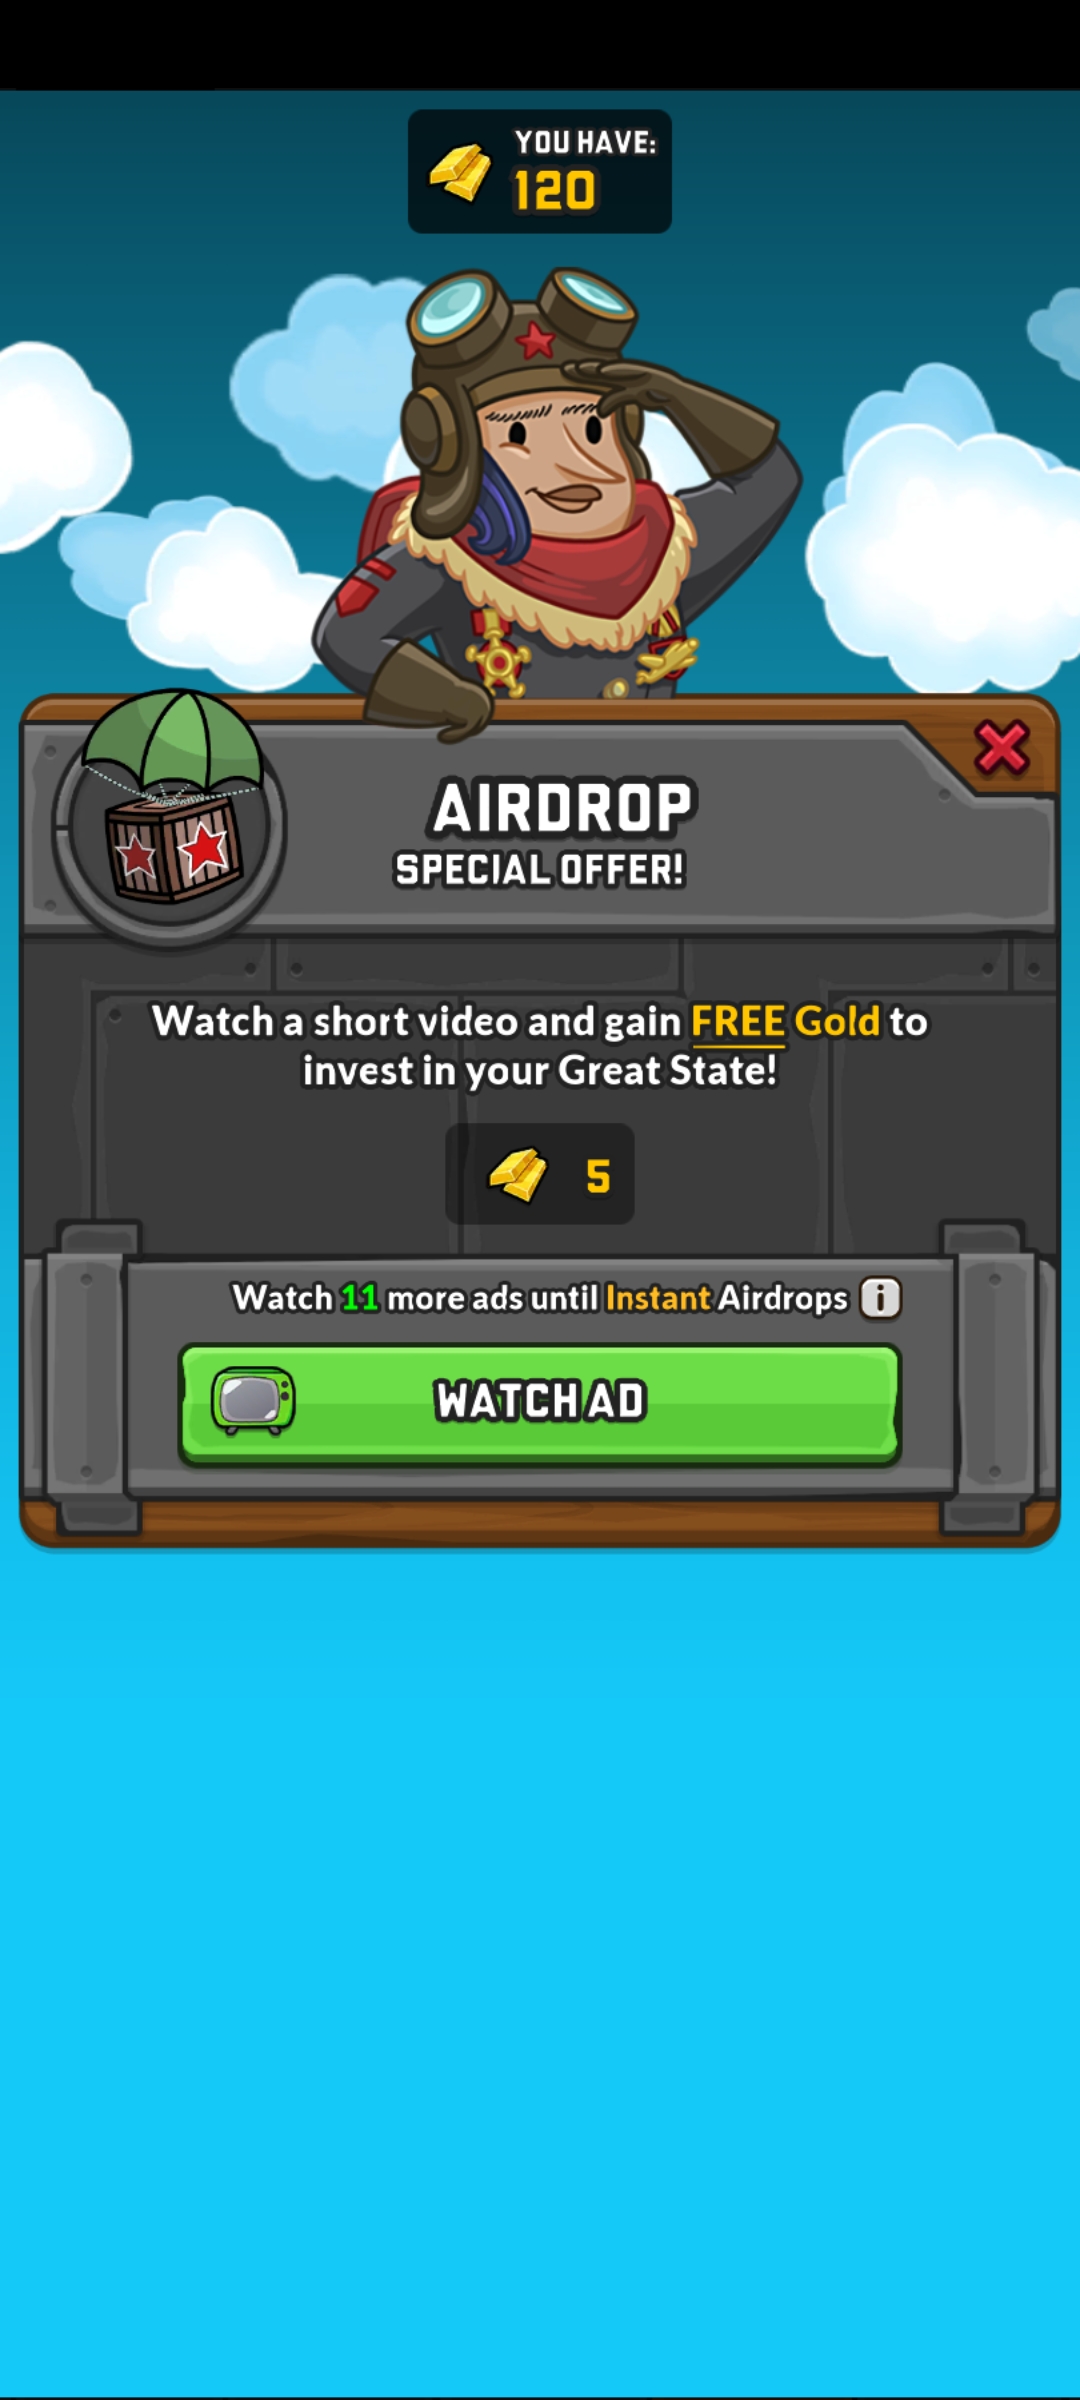 YOU HAVE:
120
AIRDROP
SPECIAL OFFER!
Watch a short video and gain FREE Gold to
invest in your Great State!
5
Watch 11 more ads until Instant Airdrops i
WATCH AD